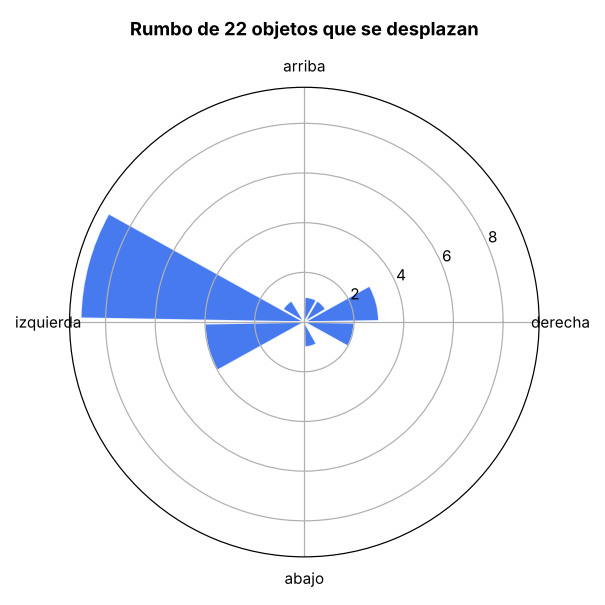 Rumbo de 22 objetos que se desplazan
arriba
8
6
4
2
izquierda
derecha
abajo